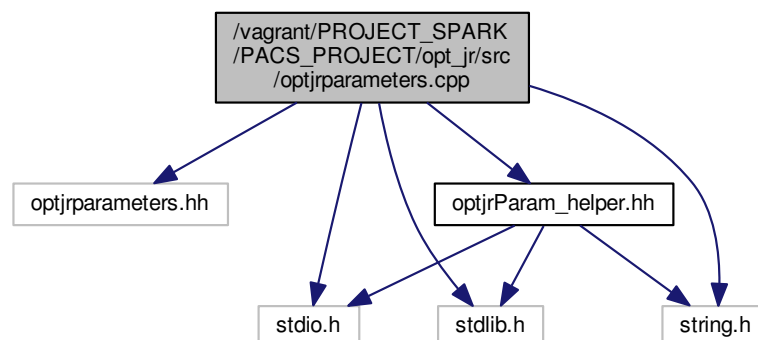 /vagrant/PROJECT_SPARK
/PACS_PROJECT/opt_jr/src
/optjrparameters.cpp
optjrparameters.hh
optjrParam_helper.hh
stdio.h
stdlib.h
string.h